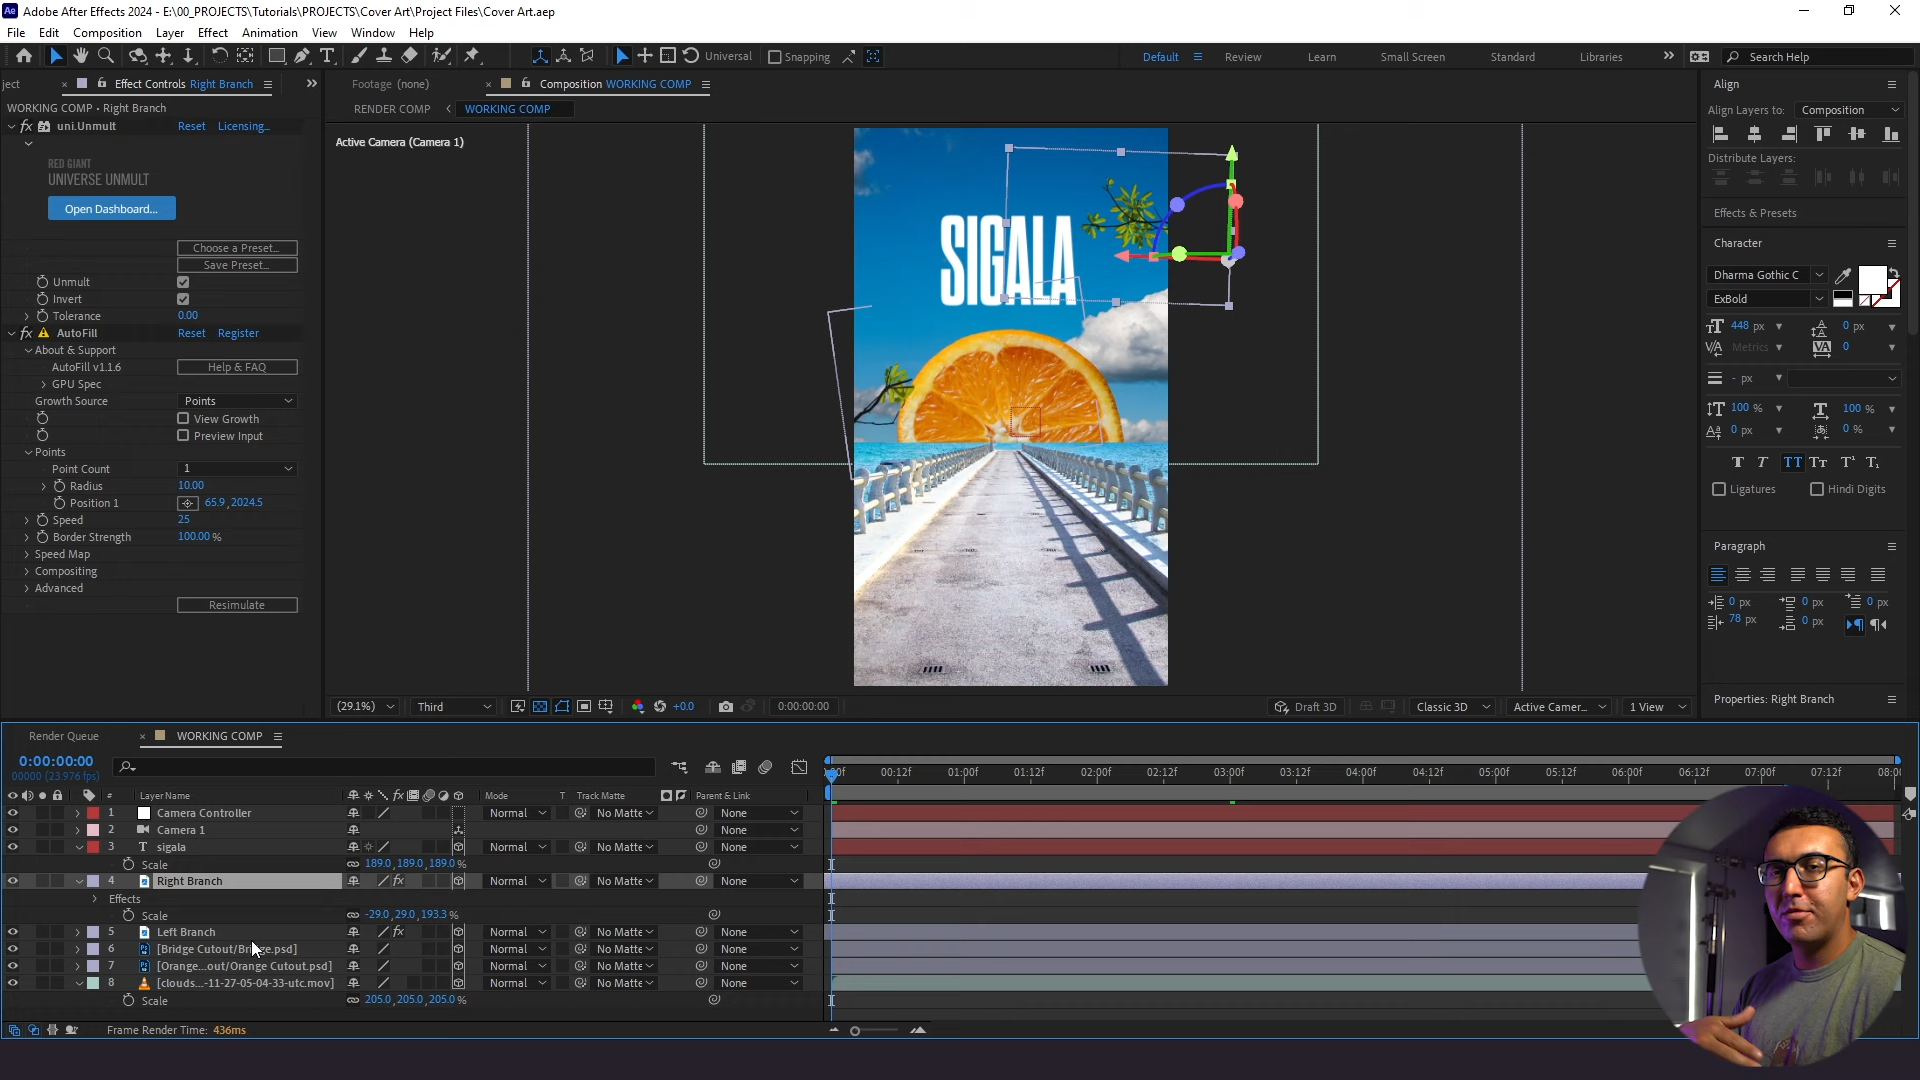 Adobe After Effects 2024 - E:\00_PROJECTS\Tutorials\PROJECTS\Cover Art\Project Files\Cover Art.aep
File Edit Composition Layer Effect Animation View Window Help
Universal Snapping Default Review Learn Small Screen Standard Libraries Search Help
ject Effect Controls Right Branch
WORKING COMP • Right Branch
uni.Unmult Reset Licensing...
RED GIANT
UNIVERSE UNMULT
Open Dashboard...
Choose a Preset...
Save Preset...
Unmult
Invert
Tolerance 0.00
AutoFill Reset Register
About & Support
AutoFill v1.1.6 Help & FAQ
GPU Spec
Growth Source Points
View Growth
Preview Input
Points
Point Count 1
Radius 10.00
Position 1 65.9, 2024.5
Speed 25
Border Strength 100.00 %
Speed Map
Compositing
Advanced
Resimulate
Footage (none) Composition WORKING COMP
RENDER COMP WORKING COMP
Active Camera (Camera 1)
SIGALA
(29.1%) Third +0.0 0:00:00:00 Draft 3D Classic 3D Active Camer... 1 View
Align
Align Layers to: Composition
Distribute Layers:
Effects & Presets
Character
Dharma Gothic C
ExBold
448 px 0 px
Metrics 0
- px
100 % 100 %
0 px 0 %
Ligatures Hindi Digits
Paragraph
0 px 0 px 0 px
78 px 0 px
Properties: Right Branch
Render Queue WORKING COMP
0:00:00:00
00000 (23.976 fps)
00f 00:12f 01:00f 01:12f 02:00f 02:12f 03:00f 03:12f 04:00f 04:12f 05:00f 05:12f 06:00f 06:12f 07:00f 07:12f 08:0
# Layer Name Mode T Track Matte Parent & Link
1 Camera Controller Normal No Matte None
2 Camera 1 None
3 T sigala Normal No Matte None
Scale 189.0, 189.0, 189.0 %
4 Right Branch Normal No Matte None
Effects
Scale -29.0, 29.0, 193.3 %
5 Left Branch Normal No Matte None
6 [Bridge Cutout/Bridge.psd] Normal No Matte None
7 [Orange...out/Orange Cutout.psd] Normal No Matte None
8 [clouds...-11-27-05-04-33-utc.mov] Normal No Matte None
Scale 205.0, 205.0, 205.0 %
Frame Render Time: 436ms